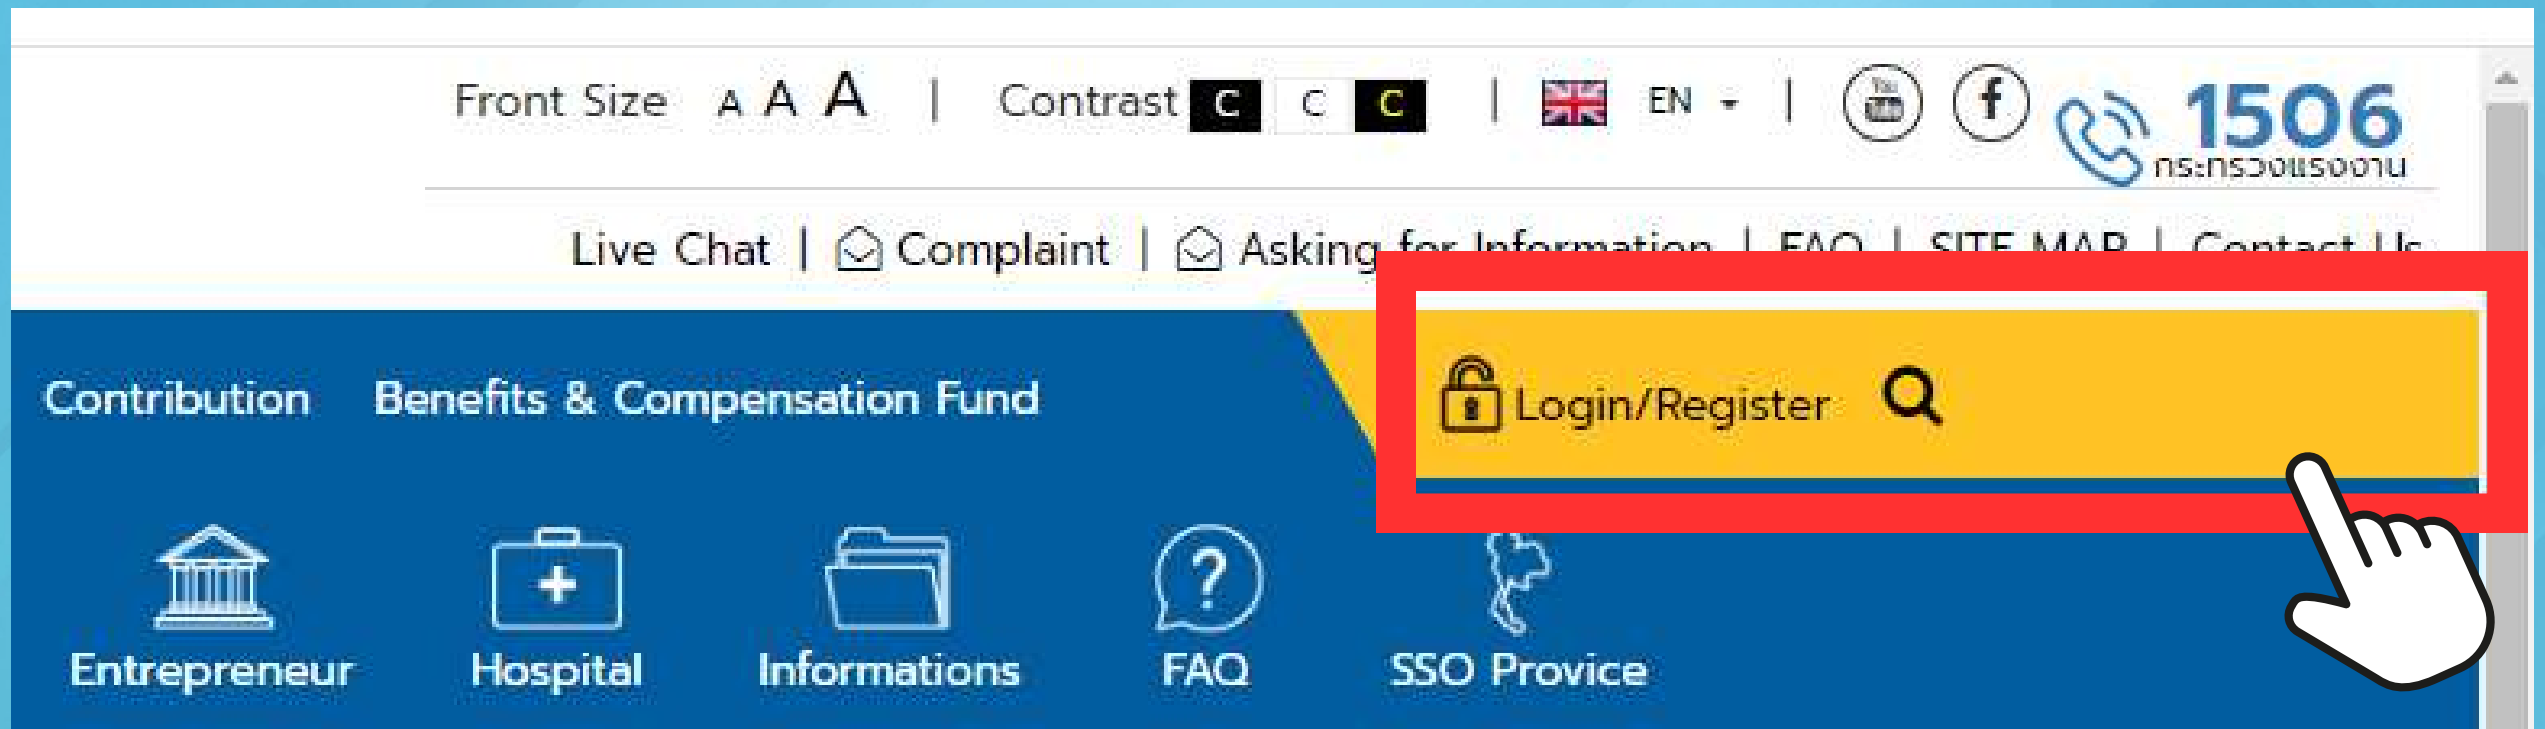 Front Size A A A | Contrast C C C | EN | You Tube f 1506
กระทรวงแรงงาน
Live Chat | Complaint | Asking for Information | FAQ | SITE MAP | Contact Us
Contribution Benefits & Compensation Fund Login/Register
Entrepreneur Hospital Informations FAQ SSO Provice